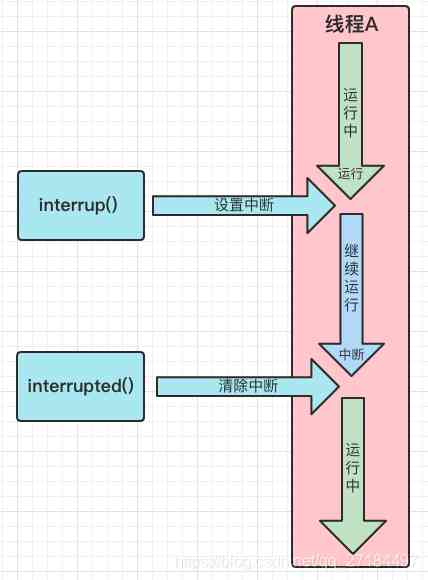 线程A
运行中
运行
interrup()
设置中断
继续运行
中断
interrupted()
清除中断
运行中
https://blog.csdn.net/qq_27184497